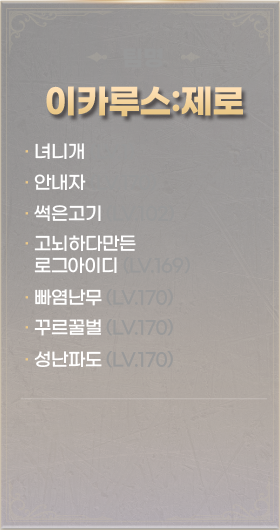 이카루스:제로
· 녀니개
· 안내자
· 썩은고기 (LV.102)
· 고뇌하다만든
로그아이디 (LV.169)
· 빠염난무 (LV.170)
· 꾸르꿀벌 (LV.170)
· 성난파도 (LV.170)